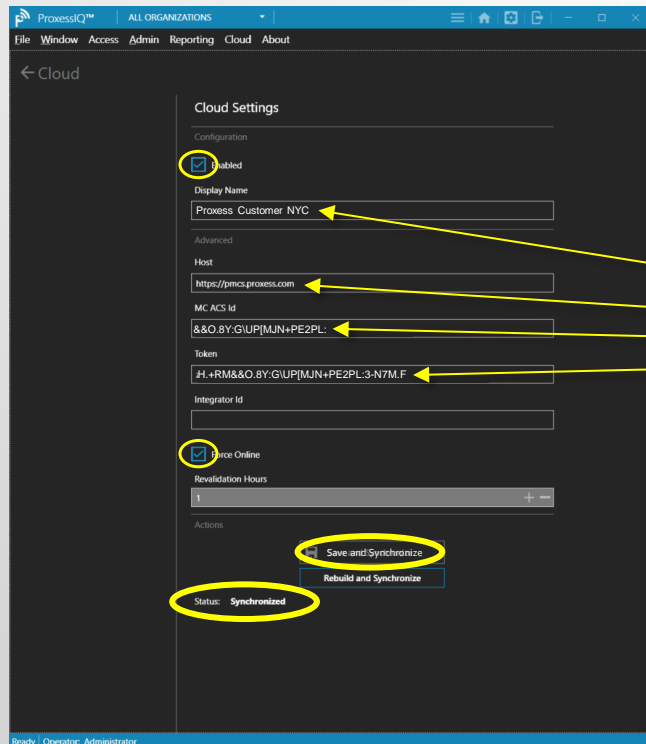 ProxessIQ™ ALL ORGANIZATIONS
File Window Access Admin Reporting Cloud About
Cloud
Cloud Settings
Configuration
Enabled
Display Name
Proxess Customer NYC
Advanced
Host
https://pmcs.proxess.com
MC ACS Id
&&O.8Y:G\UP[MJN+PE2PL:
Token
H.+RM&&O.8Y:G\UP[MJN+PE2PL:3-N7M.F
Integrator Id
Force Online
Revalidation Hours
1
Actions
Save and Synchronize
Rebuild and Synchronize
Status: Synchronized
Ready Operator: Administrator